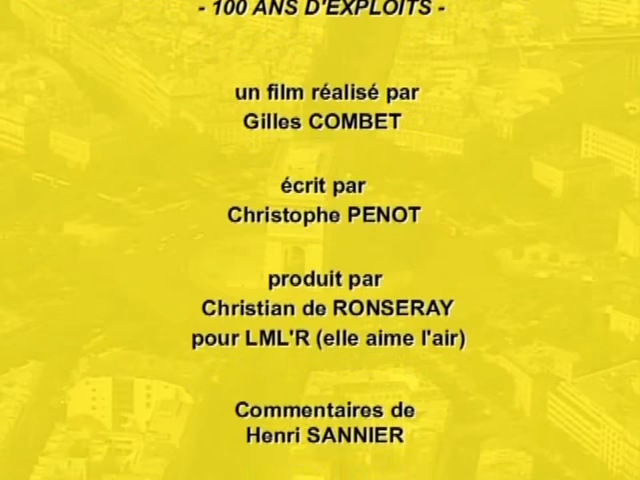 - 100 ANS D'EXPLOITS -
un film réalisé par
Gilles COMBET
écrit par
Christophe PENOT
produit par
Christian de RONSERAY
pour LML'R (elle aime l'air)
Commentaires de
Henri SANNIER